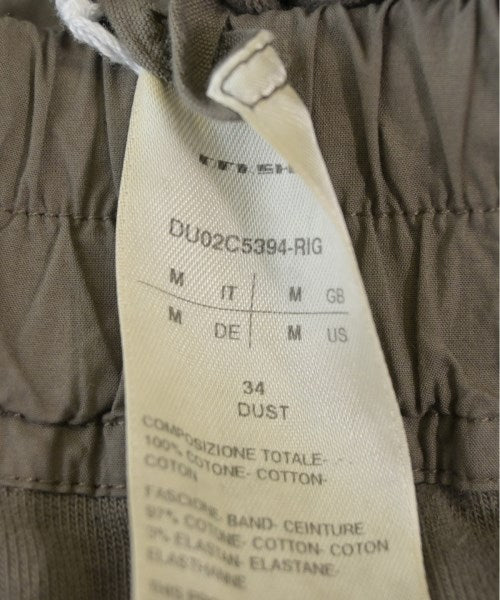 DU02C5394-RIG
M IT M GB
M DE M US
34
DUST
COMPOSIZIONE TOTALE-
100% COTONE- COTTON-
COTON
FASCIONE, BAND- CEINTURE
97% COTONE- COTTON- COTON
3% ELASTAN- ELASTANE-
ELASTHANNE